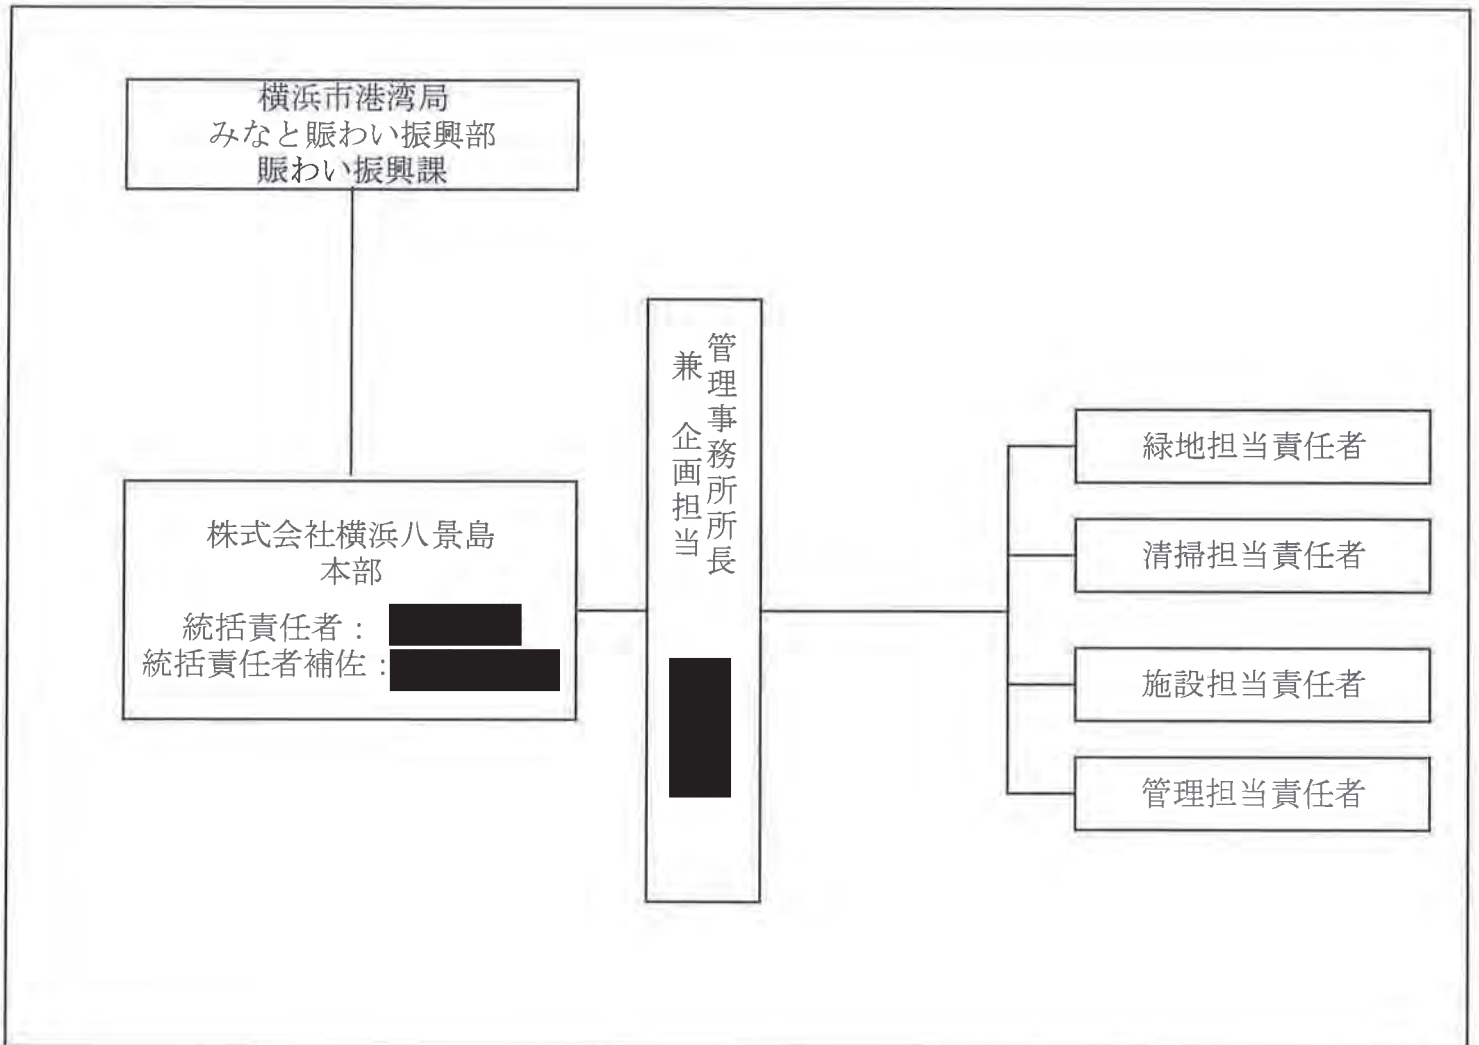 横浜市港湾局
みなと賑わい振興部
賑わい振興課
株式会社横浜八景島
本部
統括責任者：
統括責任者補佐：
管理事務所所長
兼　企画担当
緑地担当責任者
清掃担当責任者
施設担当責任者
管理担当責任者